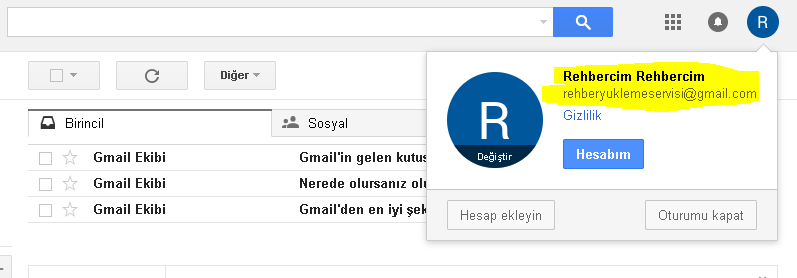 R
Diğer
Rehbercim Rehbercim
rehberyuklemeservisi@gmail.com
Gizlilik
R
Değiştir
Hesabım
Birincil
Sosyal
Gmail Ekibi Gmail'in gelen kutus
Gmail Ekibi Nerede olursanız olu
Gmail Ekibi Gmail'den en iyi şek
Hesap ekleyin
Oturumu kapat